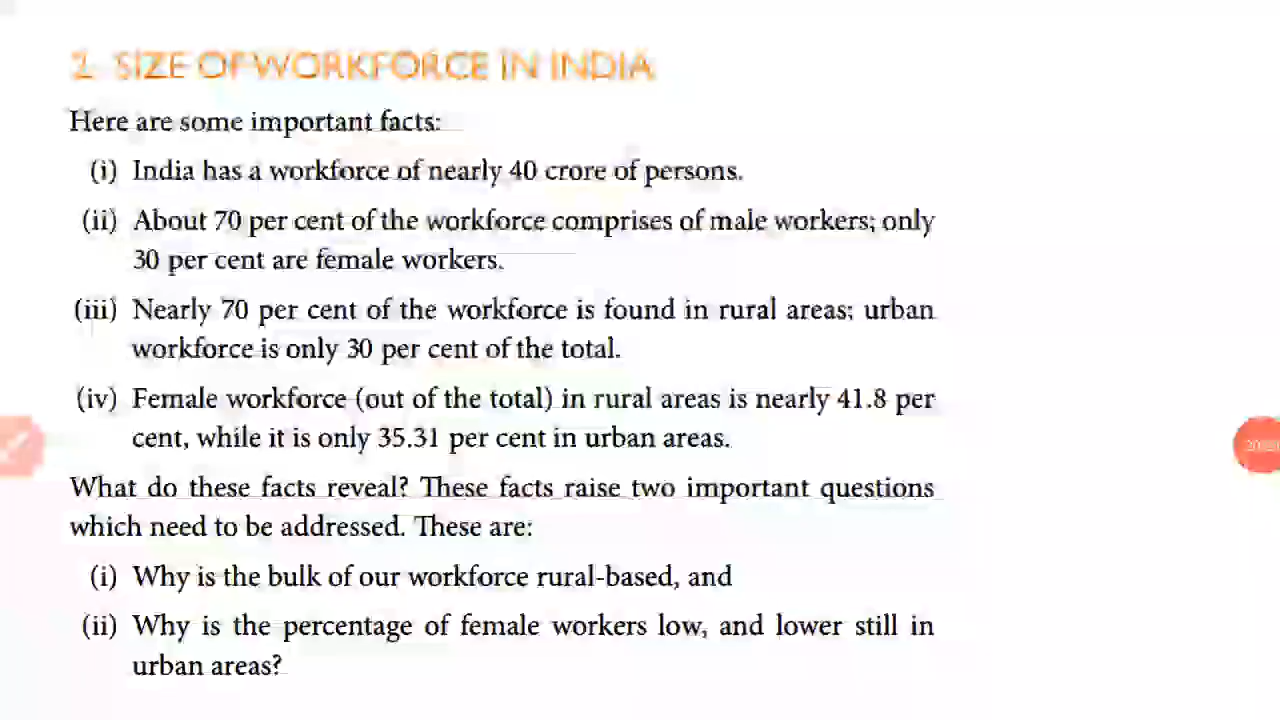 2. SIZE OF WORKFORCE IN INDIA
Here are some important facts:
(i) India has a workforce of nearly 40 crore of persons.
(ii) About 70 per cent of the workforce comprises of male workers; only
30 per cent are female workers.
(iii) Nearly 70 per cent of the workforce is found in rural areas; urban
workforce is only 30 per cent of the total.
(iv) Female workforce (out of the total) in rural areas is nearly 41.8 per
cent, while it is only 35.31 per cent in urban areas.
What do these facts reveal? These facts raise two important questions
which need to be addressed. These are:
(i) Why is the bulk of our workforce rural-based, and
(ii) Why is the percentage of female workers low, and lower still in
urban areas?